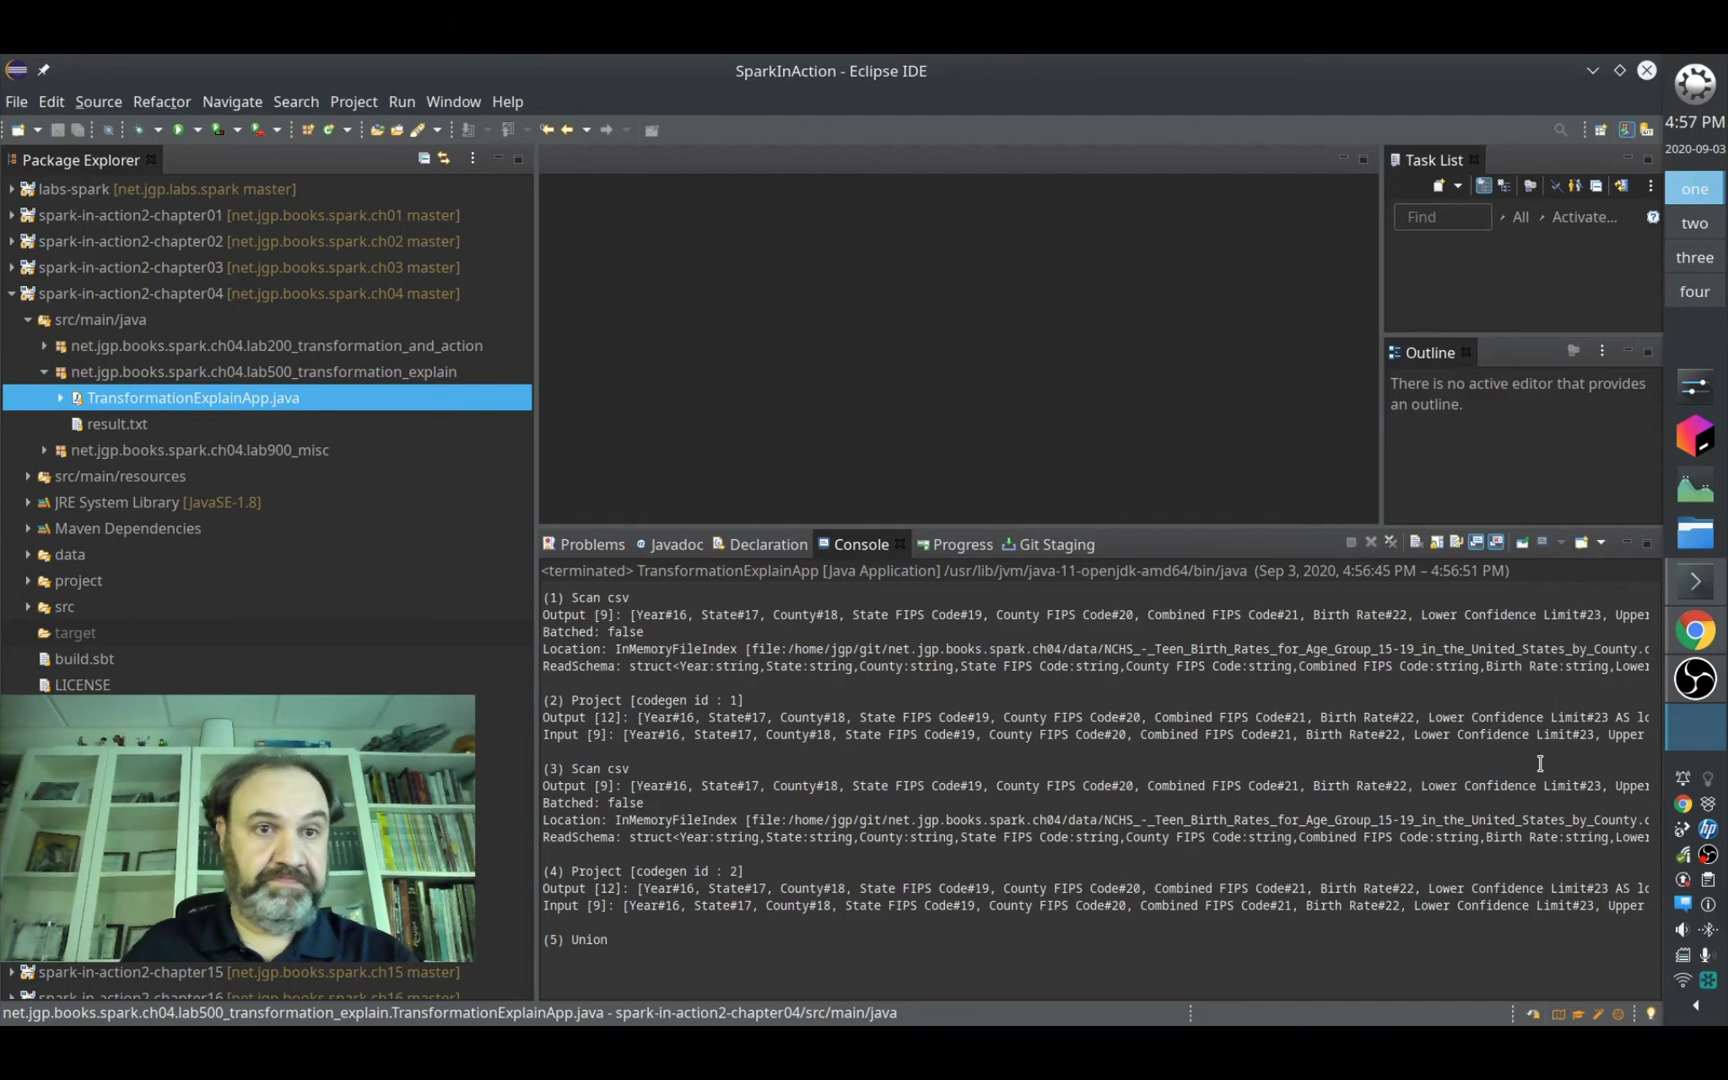 SparkInAction - Eclipse IDE
File Edit Source Refactor Navigate Search Project Run Window Help
4:57 PM
2020-09-03
one
two
three
four
Package Explorer
labs-spark [net.jgp.labs.spark master]
spark-in-action2-chapter01 [net.jgp.books.spark.ch01 master]
spark-in-action2-chapter02 [net.jgp.books.spark.ch02 master]
spark-in-action2-chapter03 [net.jgp.books.spark.ch03 master]
spark-in-action2-chapter04 [net.jgp.books.spark.ch04 master]
src/main/java
net.jgp.books.spark.ch04.lab200_transformation_and_action
net.jgp.books.spark.ch04.lab500_transformation_explain
TransformationExplainApp.java
result.txt
net.jgp.books.spark.ch04.lab900_misc
src/main/resources
JRE System Library [JavaSE-1.8]
Maven Dependencies
data
project
src
target
build.sbt
LICENSE
spark-in-action2-chapter15 [net.jgp.books.spark.ch15 master]
spark-in-action2-chapter16 [net.jgp.books.spark.ch16 master]
Task List
Find All Activate...
Outline
There is no active editor that provides
an outline.
Problems Javadoc Declaration Console Progress Git Staging
<terminated> TransformationExplainApp [Java Application] /usr/lib/jvm/java-11-openjdk-amd64/bin/java (Sep 3, 2020, 4:56:45 PM – 4:56:51 PM)
(1) Scan csv
Output [9]: [Year#16, State#17, County#18, State FIPS Code#19, County FIPS Code#20, Combined FIPS Code#21, Birth Rate#22, Lower Confidence Limit#23, Upper
Batched: false
Location: InMemoryFileIndex [file:/home/jgp/git/net.jgp.books.spark.ch04/data/NCHS_-_Teen_Birth_Rates_for_Age_Group_15-19_in_the_United_States_by_County.c
ReadSchema: struct<Year:string,State:string,County:string,State FIPS Code:string,County FIPS Code:string,Combined FIPS Code:string,Birth Rate:string,Lower
(2) Project [codegen id : 1]
Output [12]: [Year#16, State#17, County#18, State FIPS Code#19, County FIPS Code#20, Combined FIPS Code#21, Birth Rate#22, Lower Confidence Limit#23 AS lc
Input [9]: [Year#16, State#17, County#18, State FIPS Code#19, County FIPS Code#20, Combined FIPS Code#21, Birth Rate#22, Lower Confidence Limit#23, Upper
(3) Scan csv
Output [9]: [Year#16, State#17, County#18, State FIPS Code#19, County FIPS Code#20, Combined FIPS Code#21, Birth Rate#22, Lower Confidence Limit#23, Upper
Batched: false
Location: InMemoryFileIndex [file:/home/jgp/git/net.jgp.books.spark.ch04/data/NCHS_-_Teen_Birth_Rates_for_Age_Group_15-19_in_the_United_States_by_County.c
ReadSchema: struct<Year:string,State:string,County:string,State FIPS Code:string,County FIPS Code:string,Combined FIPS Code:string,Birth Rate:string,Lower
(4) Project [codegen id : 2]
Output [12]: [Year#16, State#17, County#18, State FIPS Code#19, County FIPS Code#20, Combined FIPS Code#21, Birth Rate#22, Lower Confidence Limit#23 AS lc
Input [9]: [Year#16, State#17, County#18, State FIPS Code#19, County FIPS Code#20, Combined FIPS Code#21, Birth Rate#22, Lower Confidence Limit#23, Upper
(5) Union
net.jgp.books.spark.ch04.lab500_transformation_explain.TransformationExplainApp.java - spark-in-action2-chapter04/src/main/java